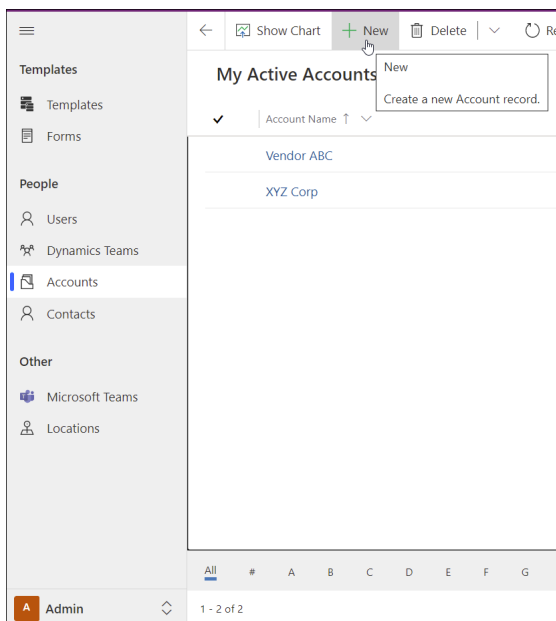 Show Chart
New
Delete
Re
Templates
Templates
Forms
People
Users
Dynamics Teams
Accounts
Contacts
Other
Microsoft Teams
Locations
A Admin
My Active Accounts
New
Create a new Account record.
Account Name
Vendor ABC
XYZ Corp
All # A B C D E F G
1 - 2 of 2